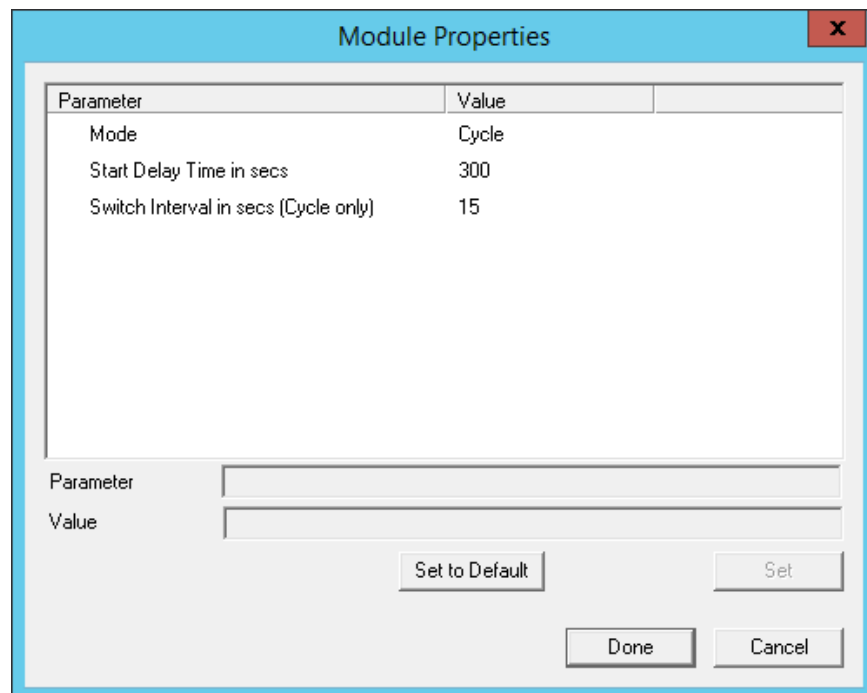 Module Properties
x
Parameter Value
Mode Cycle
Start Delay Time in secs 300
Switch Interval in secs (Cycle only) 15
Parameter
Value
Set to Default Set
Done Cancel